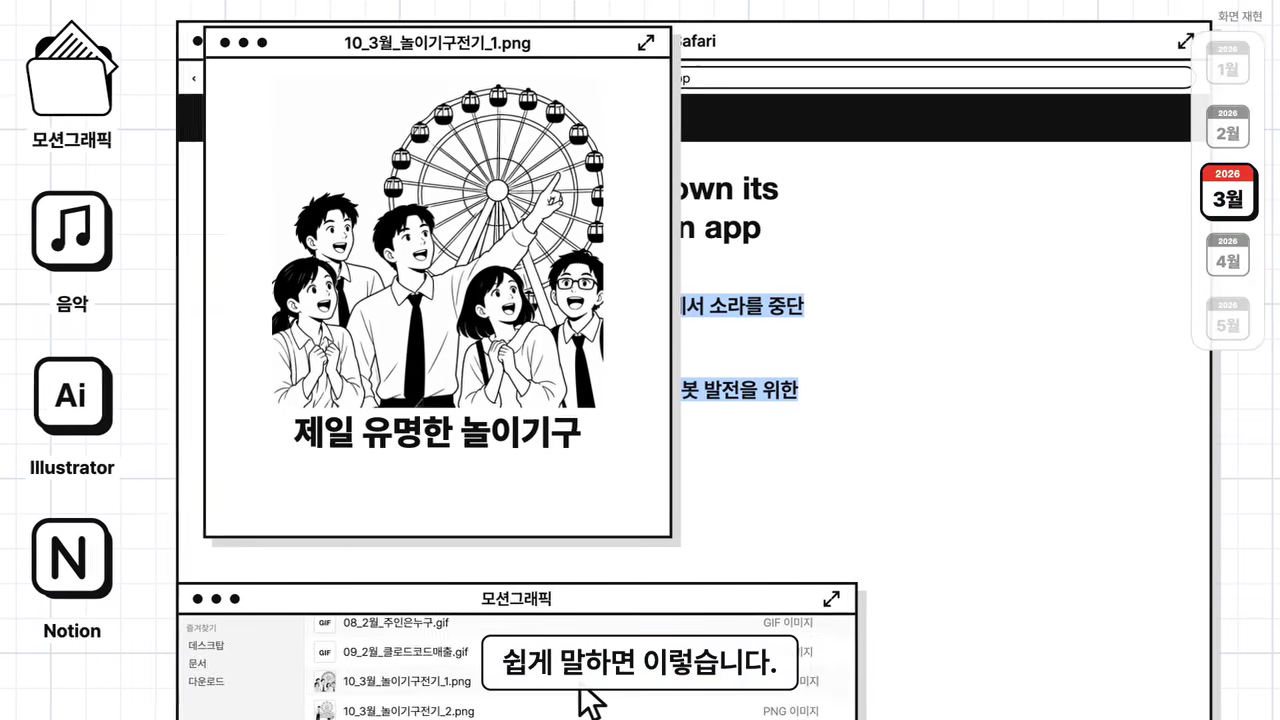 화면 재현
모션그래픽
음악
Ai
Illustrator
N
Notion
Safari
10_3월_놀이기구전기_1.png
제일 유명한 놀이기구
own its
app
서 소라를 중단
봇 발전을 위한
2026
1월
2026
2월
2026
3월
2026
4월
2026
5월
모션그래픽
즐겨찾기
데스크탑
문서
다운로드
GIF 08_2월_주인은누구.gif GIF 이미지
GIF 09_2월_클로드코드매출.gif
10_3월_놀이기구전기_1.png 이미지
10_3월_놀이기구전기_2.png PNG 이미지
쉽게 말하면 이렇습니다.